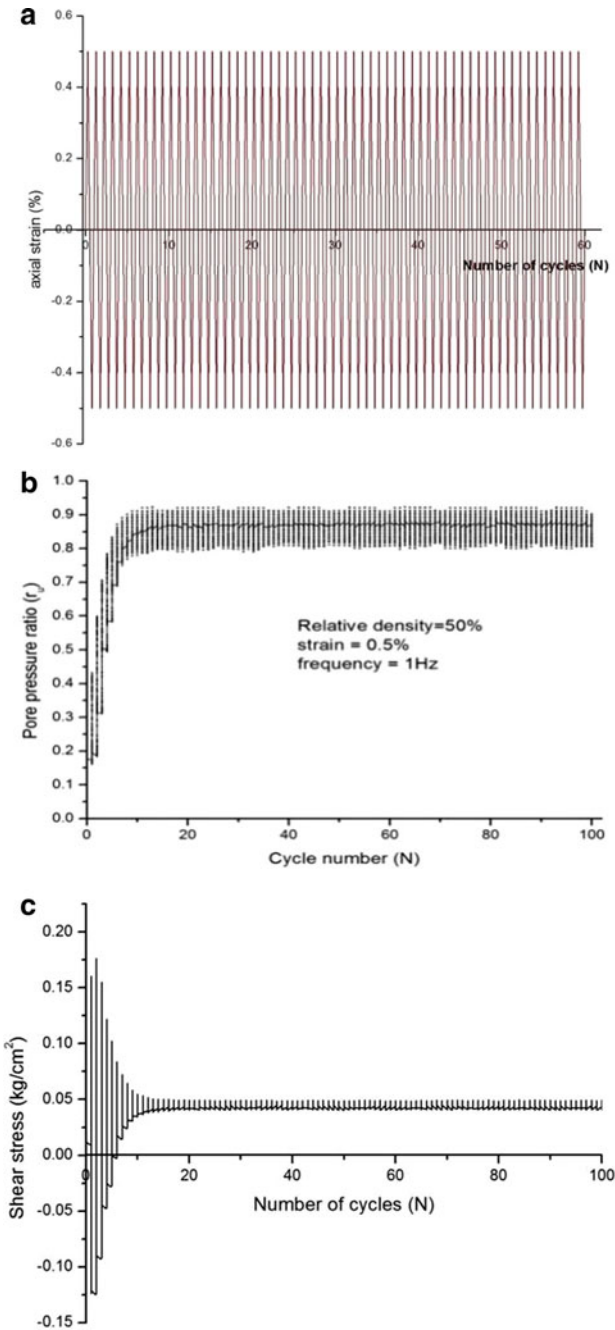 a
0.6
0.4
0.2
0.0
-0.2
-0.4
-0.6
axial strain (%)
0 10 20 30 40 50 60
Number of cycles (N)
b
1.0
0.9
0.8
0.7
0.6
0.5
0.4
0.3
0.2
0.1
0.0
Pore pressure ratio (ru)
Relative density=50%
strain = 0.5%
frequency = 1Hz
0 20 40 60 80 100
Cycle number (N)
c
0.20
0.15
0.10
0.05
0.00
-0.05
-0.10
-0.15
Shear stress (kg/cm²)
0 20 40 60 80 100
Number of cycles (N)